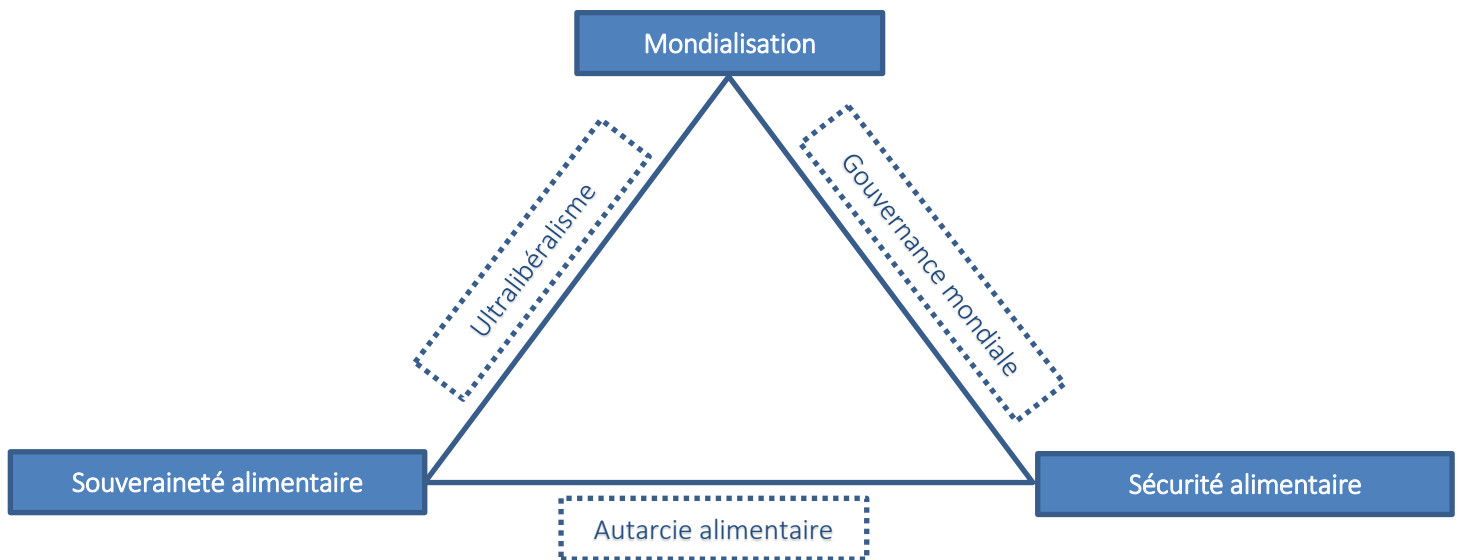 Mondialisation
Ultralibéralisme
Gouvernance mondiale
Souveraineté alimentaire
Sécurité alimentaire
Autarcie alimentaire